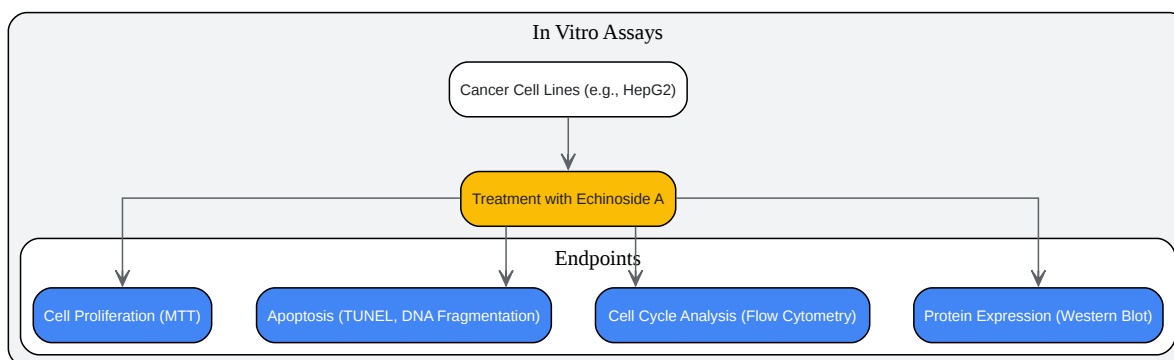 In Vitro Assays
Cancer Cell Lines (e.g., HepG2)
Treatment with Echinoside A
Endpoints
Cell Proliferation (MTT)
Apoptosis (TUNEL, DNA Fragmentation)
Cell Cycle Analysis (Flow Cytometry)
Protein Expression (Western Blot)